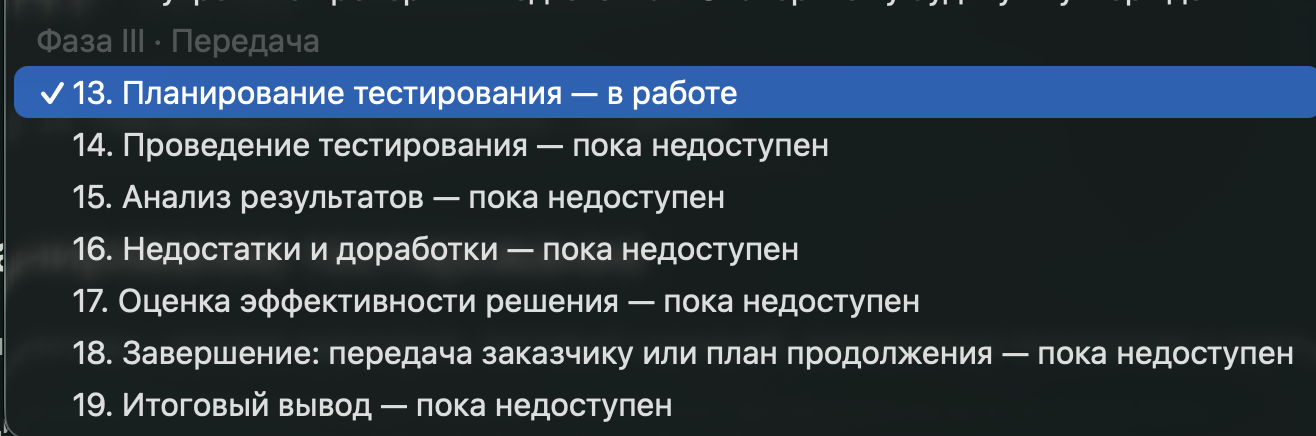 Фаза III · Передача
✓ 13. Планирование тестирования — в работе
14. Проведение тестирования — пока недоступен
15. Анализ результатов — пока недоступен
16. Недостатки и доработки — пока недоступен
17. Оценка эффективности решения — пока недоступен
18. Завершение: передача заказчику или план продолжения — пока недоступен
19. Итоговый вывод — пока недоступен